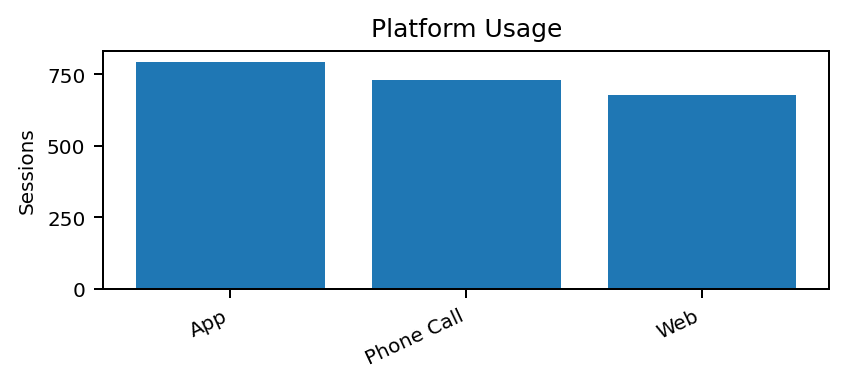 Platform Usage
Sessions
750
500
250
0
App
Phone Call
Web